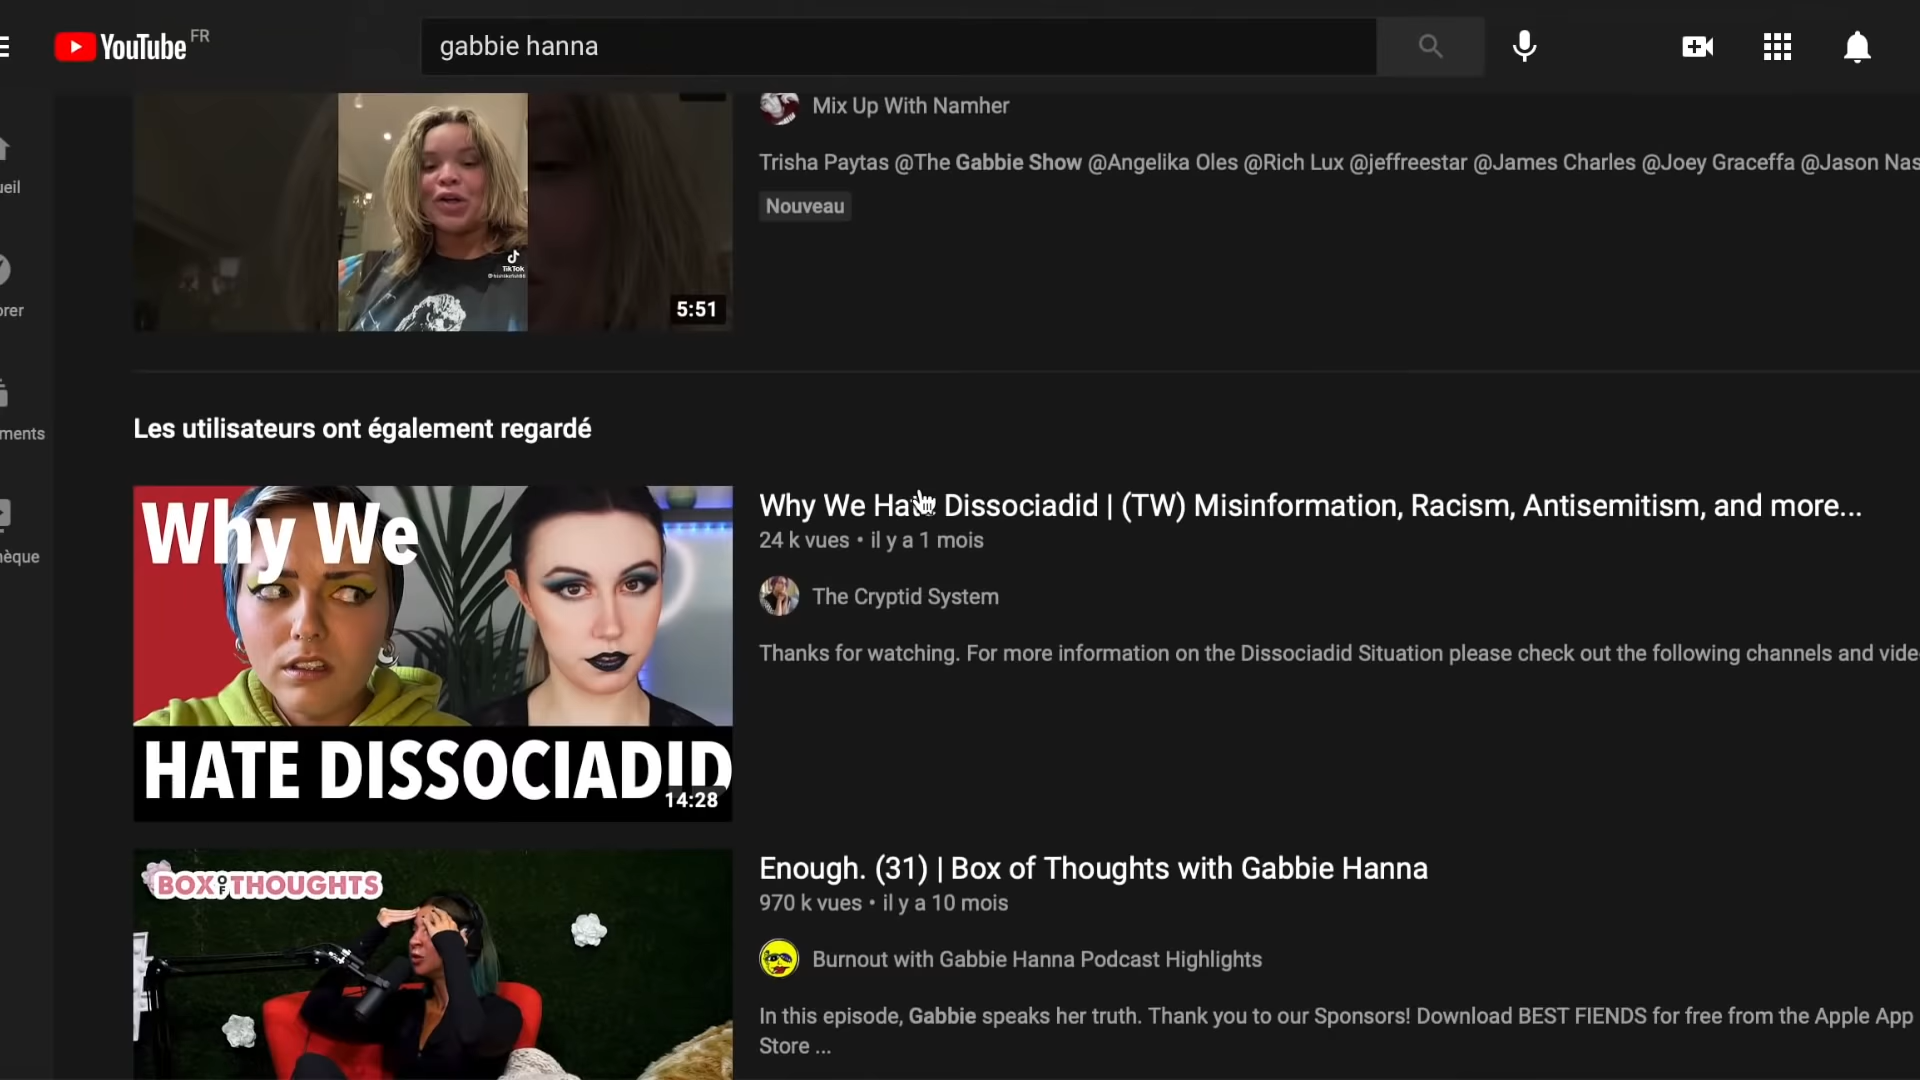 YouTube FR
gabbie hanna
Mix Up With Namher
Trisha Paytas @The Gabbie Show @Angelika Oles @Rich Lux @jeffreestar @James Charles @Joey Graceffa @Jason Nas
Nouveau
TikTok
5:51
ueil
orer
ments
hèque
Les utilisateurs ont également regardé
Why We
HATE DISSOCIADID
14:28
Why We Hate Dissociadid | (TW) Misinformation, Racism, Antisemitism, and more...
24 k vues • il y a 1 mois
The Cryptid System
Thanks for watching. For more information on the Dissociadid Situation please check out the following channels and vide
BOX OF THOUGHTS
Enough. (31) | Box of Thoughts with Gabbie Hanna
970 k vues • il y a 10 mois
Burnout with Gabbie Hanna Podcast Highlights
In this episode, Gabbie speaks her truth. Thank you to our Sponsors! Download BEST FIENDS for free from the Apple App
Store ...